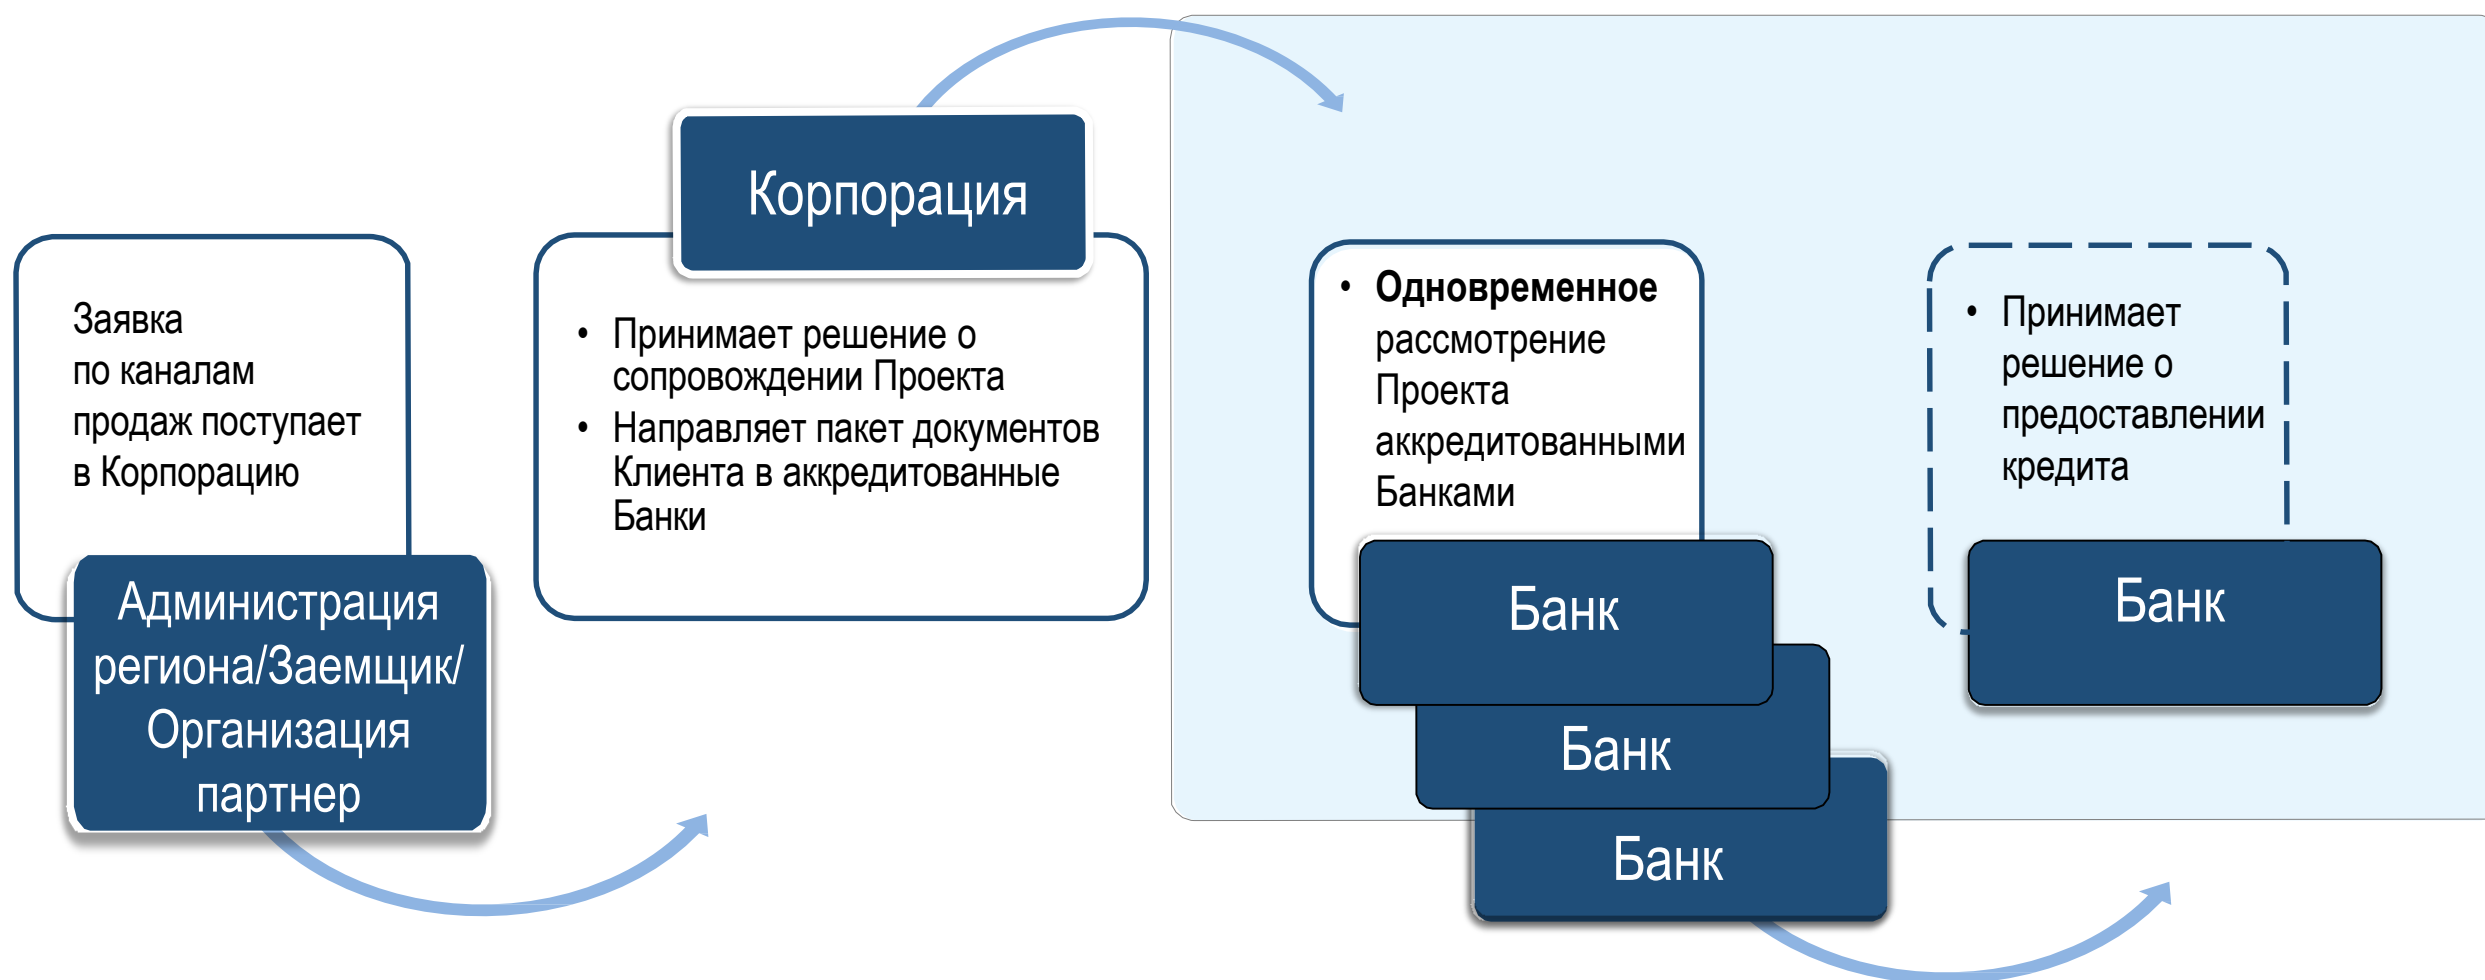 Заявка
по каналам
продаж поступает
в Корпорацию
Администрация
региона/Заемщик/
Организация
партнер
Корпорация
• Принимает решение о
сопровождении Проекта
• Направляет пакет документов
Клиента в аккредитованные
Банки
• Одновременное
рассмотрение
Проекта
аккредитованными
Банками
Банк
Банк
Банк
• Принимает
решение о
предоставлении
кредита
Банк